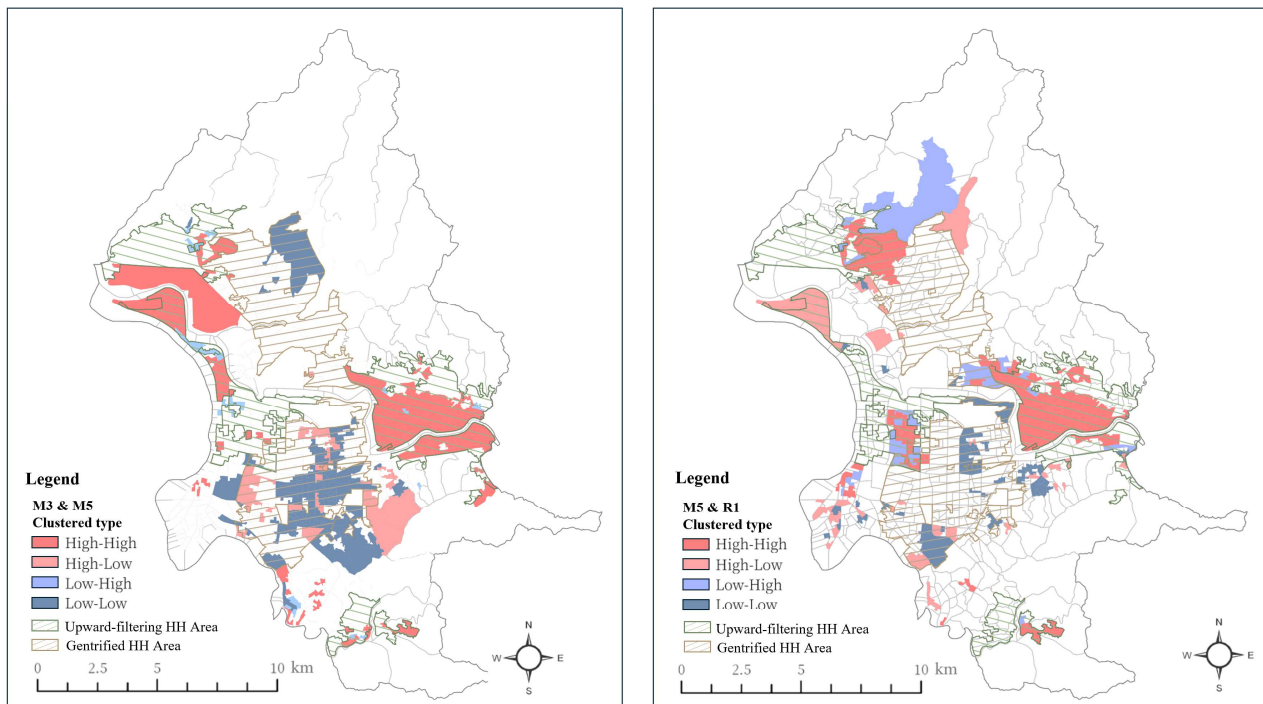 Legend
M3 & M5
Clustered type
High-High
High-Low
Low-High
Low-Low
Upward-filtering HH Area
Gentrified HH Area
0 2.5 5 10 km
N
W E
S
Legend
M5 & R1
Clustered type
High-High
High-Low
Low-High
Low-Low
Upward-filtering HH Area
Gentrified HH Area
0 2.5 5 10 km
N
W E
S